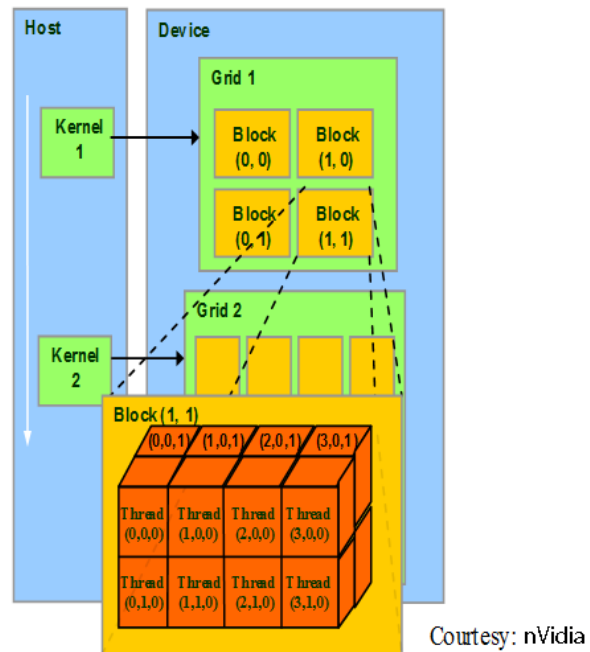 Host
Device
Grid 1
Kernel
1
Block
(0, 0)
Block
(1, 0)
Block
(0, 1)
Block
(1, 1)
Grid 2
Kernel
2
Block (1, 1)
(0,0,1) (1,0,1) (2,0,1) (3,0,1)
Thread
(0,0,0)
Thread
(1,0,0)
Thread
(2,0,0)
Thread
(3,0,0)
Thread
(0,1,0)
Thread
(1,1,0)
Thread
(2,1,0)
Thread
(3,1,0)
Courtesy: nVidia